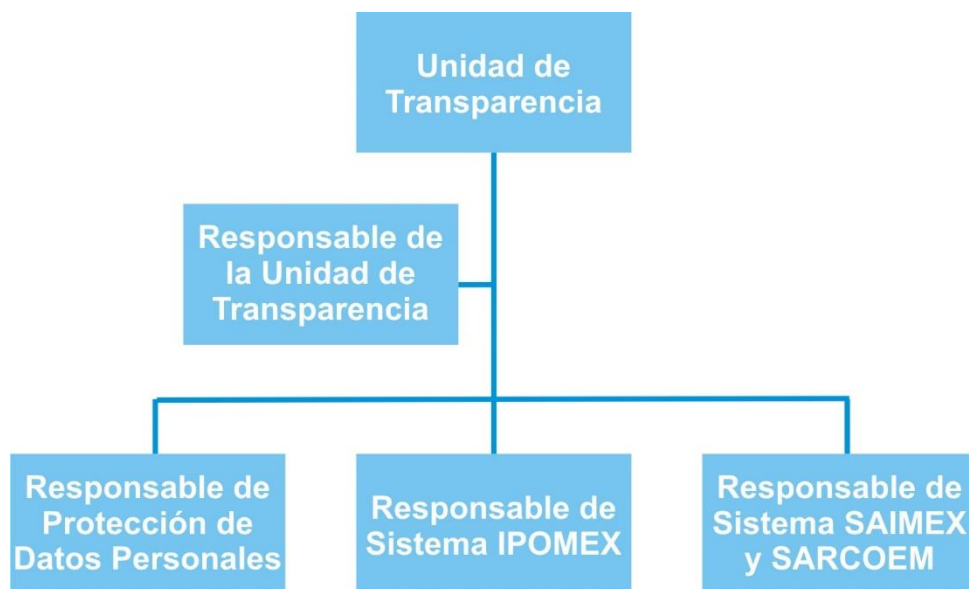 Unidad de
Transparencia
Responsable de
la Unidad de
Transparencia
Responsable de
Protección de
Datos Personales
Responsable de
Sistema IPOMEX
Responsable de
Sistema SAIMEX
y SARCOEM